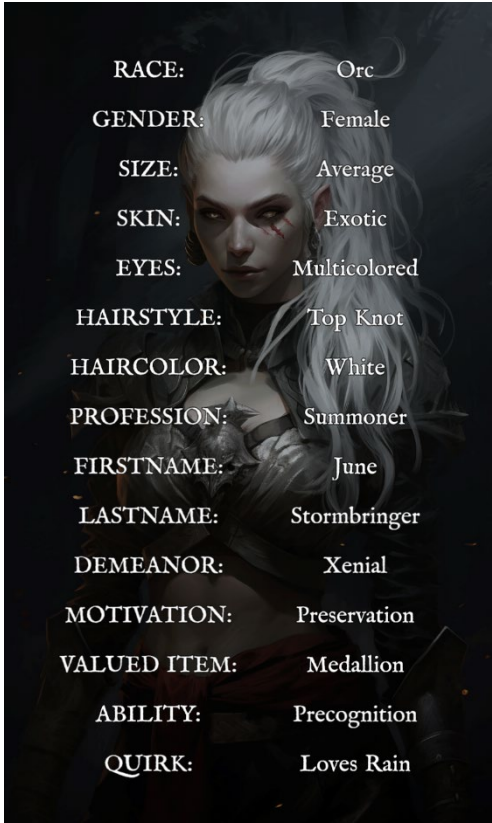 RACE: Orc
GENDER: Female
SIZE: Average
SKIN: Exotic
EYES: Multicolored
HAIRSTYLE: Top Knot
HAIRCOLOR: White
PROFESSION: Summoner
FIRSTNAME: June
LASTNAME: Stormbringer
DEMEANOR: Xenial
MOTIVATION: Preservation
VALUED ITEM: Medallion
ABILITY: Precognition
QUIRK: Loves Rain